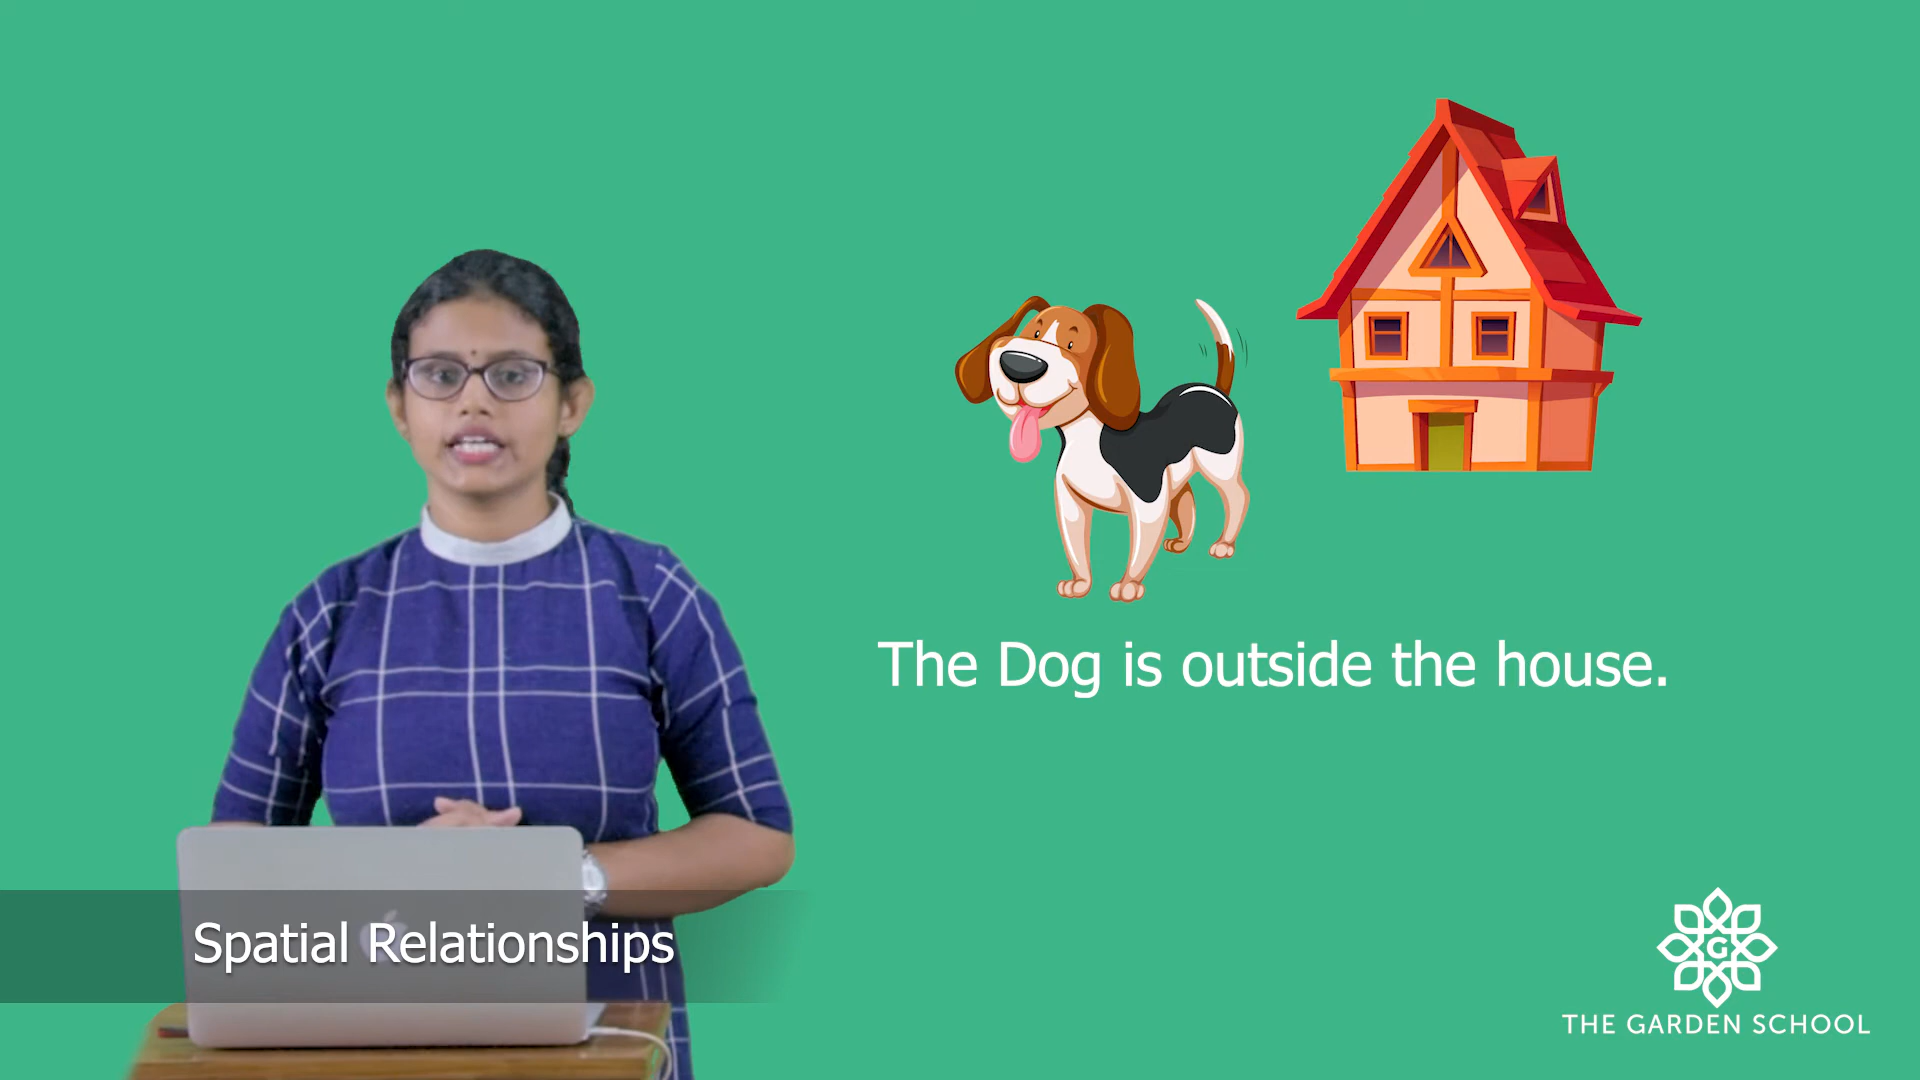 The Dog is outside the house.
Spatial Relationships
G
THE GARDEN SCHOOL